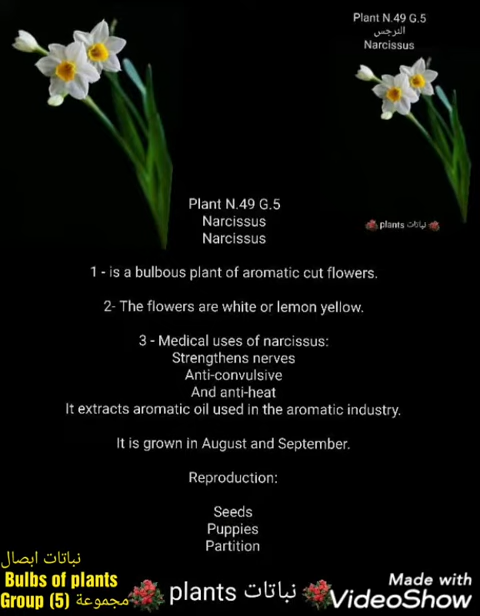 Plant N.49 G.5
النرجس
Narcissus
نباتات plants
Plant N.49 G.5
Narcissus
Narcissus
1 - is a bulbous plant of aromatic cut flowers.
2- The flowers are white or lemon yellow.
3 - Medical uses of narcissus:
Strengthens nerves
Anti-convulsive
And anti-heat
It extracts aromatic oil used in the aromatic industry.
It is grown in August and September.
Reproduction:
Seeds
Puppies
Partition
نباتات ابصال
Bulbs of plants
Group (5) مجموعة
plants نباتات
Made with
VideoShow